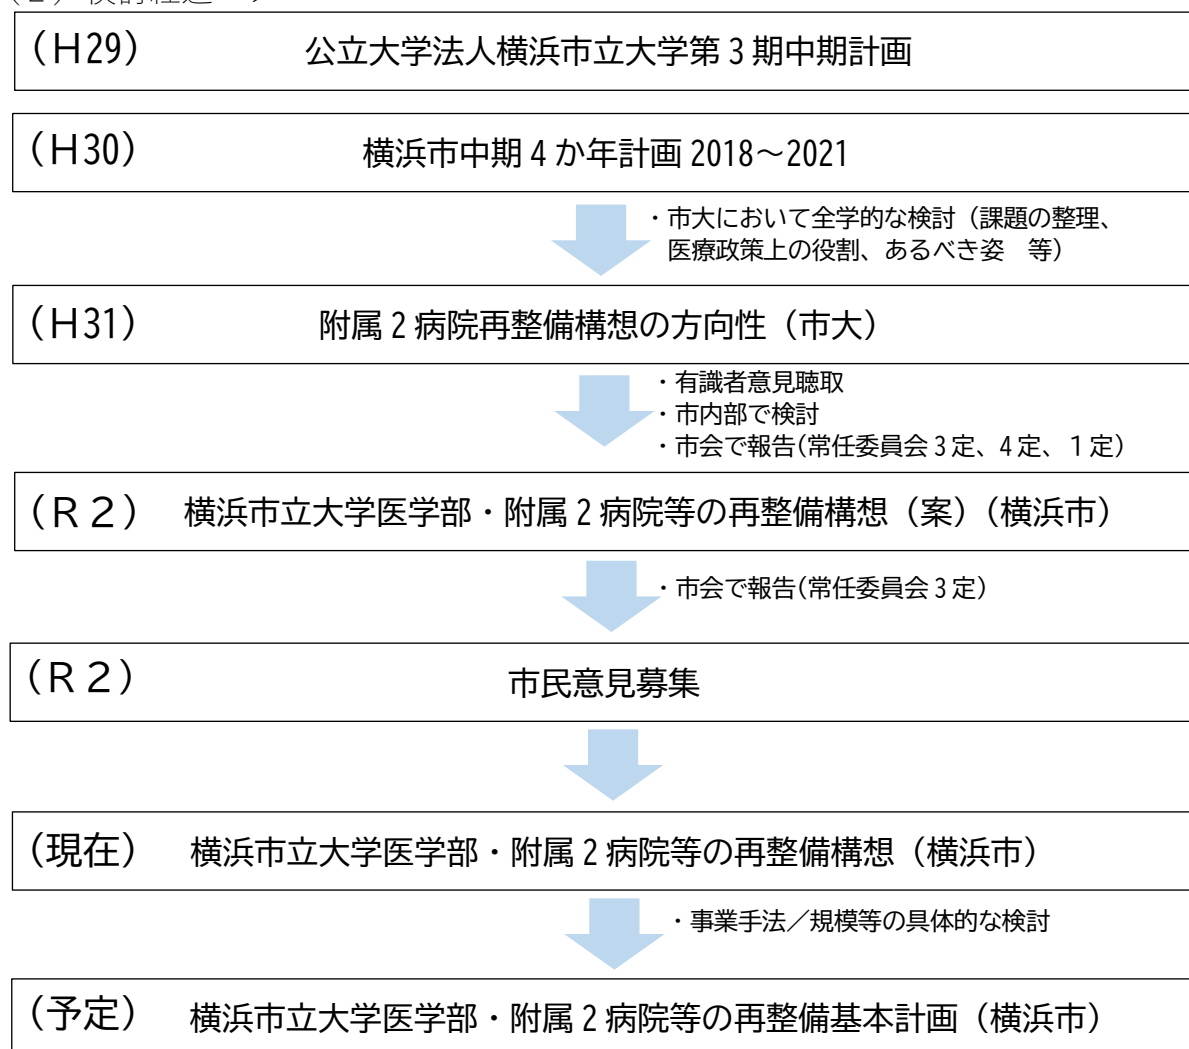 (2) 検討経過
(H29) 公立大学法人横浜市立大学第3期中期計画
(H30) 横浜市中期4か年計画 2018～2021
・市大において全学的な検討（課題の整理、
医療政策上の役割、あるべき姿　等）
(H31) 附属2病院再整備構想の方向性（市大）
・有識者意見聴取
・市内部で検討
・市会で報告(常任委員会3定、4定、1定)
(R2) 横浜市立大学医学部・附属2病院等の再整備構想（案）（横浜市）
・市会で報告(常任委員会3定)
(R2) 市民意見募集
(現在) 横浜市立大学医学部・附属2病院等の再整備構想（横浜市）
・事業手法／規模等の具体的な検討
(予定) 横浜市立大学医学部・附属2病院等の再整備基本計画（横浜市）